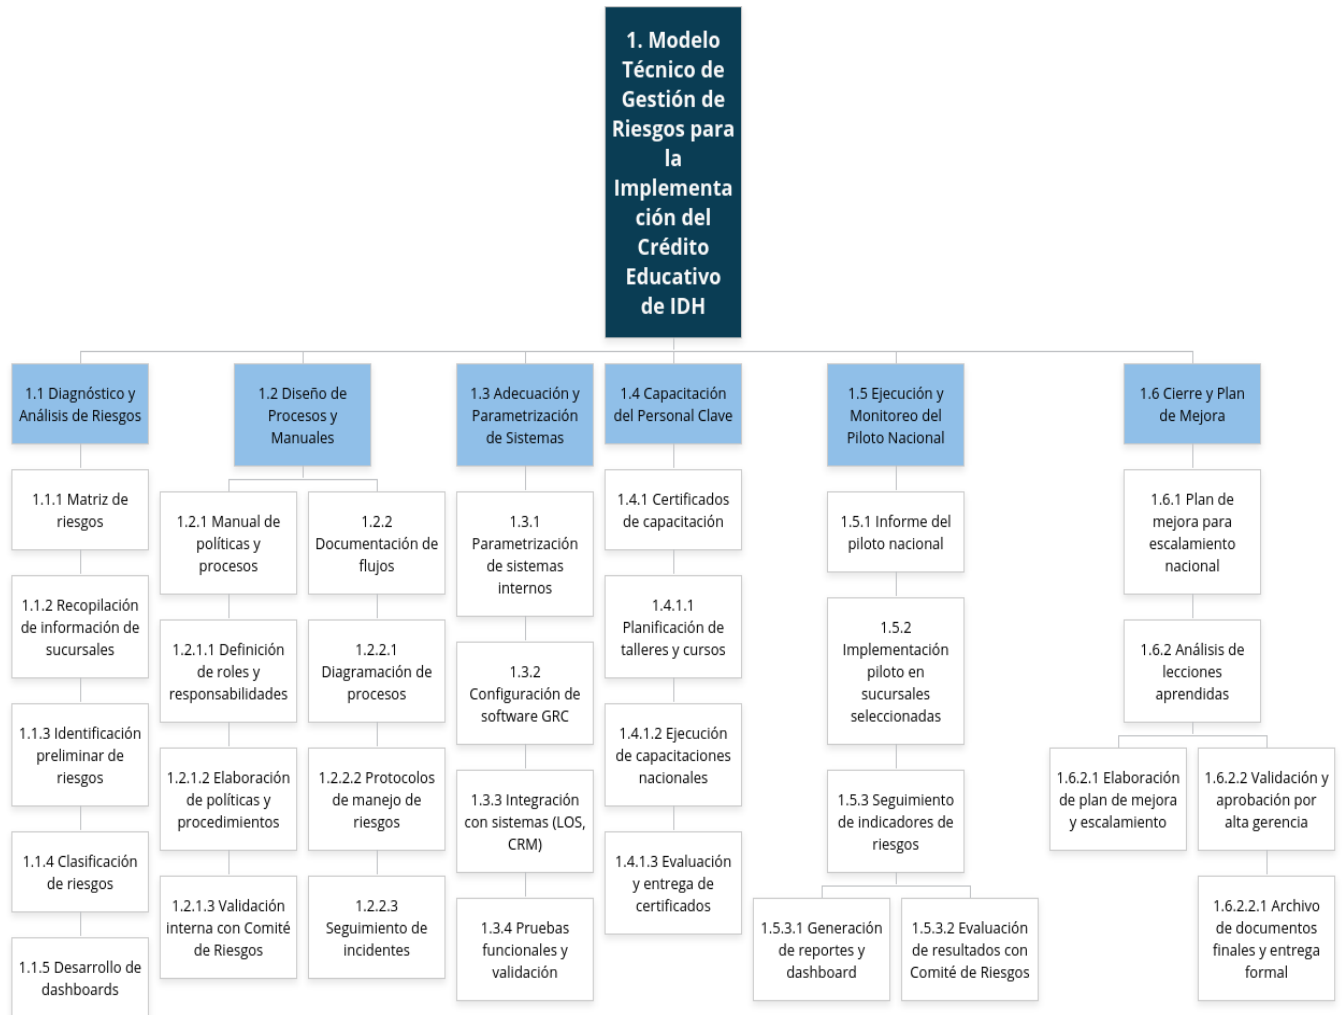 1. Modelo
Técnico de
Gestión de
Riesgos para
la
Implementa
ción del
Crédito
Educativo
de IDH
1.1 Diagnóstico y
Análisis de Riesgos
1.1.1 Matriz de
riesgos
1.1.2 Recopilación
de información de
sucursales
1.1.3 Identificación
preliminar de
riesgos
1.1.4 Clasificación
de riesgos
1.1.5 Desarrollo de
dashboards
1.2 Diseño de
Procesos y
Manuales
1.2.1 Manual de
políticas y
procesos
1.2.1.1 Definición
de roles y
responsabilidades
1.2.1.2 Elaboración
de políticas y
procedimientos
1.2.1.3 Validación
interna con Comité
de Riesgos
1.2.2
Documentación de
flujos
1.2.2.1
Diagramación de
procesos
1.2.2.2 Protocolos
de manejo de
riesgos
1.2.2.3
Seguimiento de
incidentes
1.3 Adecuación y
Parametrización
de Sistemas
1.3.1
Parametrización
de sistemas
internos
1.3.2
Configuración de
software GRC
1.3.3 Integración
con sistemas (LOS,
CRM)
1.3.4 Pruebas
funcionales y
validación
1.4 Capacitación
del Personal Clave
1.4.1 Certificados
de capacitación
1.4.1.1
Planificación de
talleres y cursos
1.4.1.2 Ejecución
de capacitaciones
nacionales
1.4.1.3 Evaluación
y entrega de
certificados
1.5 Ejecución y
Monitoreo del
Piloto Nacional
1.5.1 Informe del
piloto nacional
1.5.2
Implementación
piloto en
sucursales
seleccionadas
1.5.3 Seguimiento
de indicadores de
riesgos
1.5.3.1 Generación
de reportes y
dashboard
1.5.3.2 Evaluación
de resultados con
Comité de Riesgos
1.6 Cierre y Plan
de Mejora
1.6.1 Plan de
mejora para
escalamiento
nacional
1.6.2 Análisis de
lecciones
aprendidas
1.6.2.1 Elaboración
de plan de mejora
y escalamiento
1.6.2.2 Validación y
aprobación por
alta gerencia
1.6.2.2.1 Archivo
de documentos
finales y entrega
formal